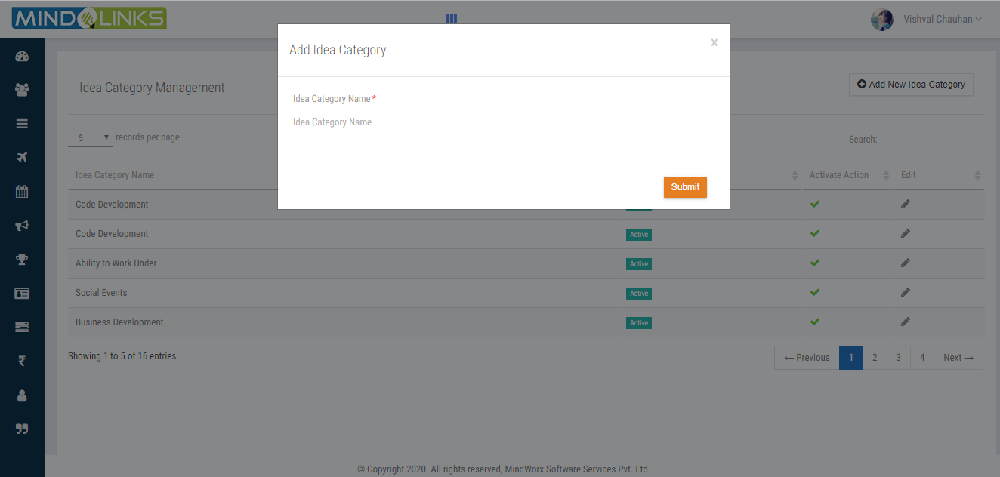 MINDLINKS
Vishval Chauhan
Add Idea Category
×
Idea Category Management
Add New Idea Category
Idea Category Name*
Idea Category Name
5 records per page
Search:
Idea Category Name
Activate Action
Edit
Submit
Code Development
Code Development
Active
Ability to Work Under
Active
Social Events
Active
Business Development
Active
Showing 1 to 5 of 16 entries
← Previous 1 2 3 4 Next →
© Copyright 2020. All rights reserved, MindWorx Software Services Pvt. Ltd.